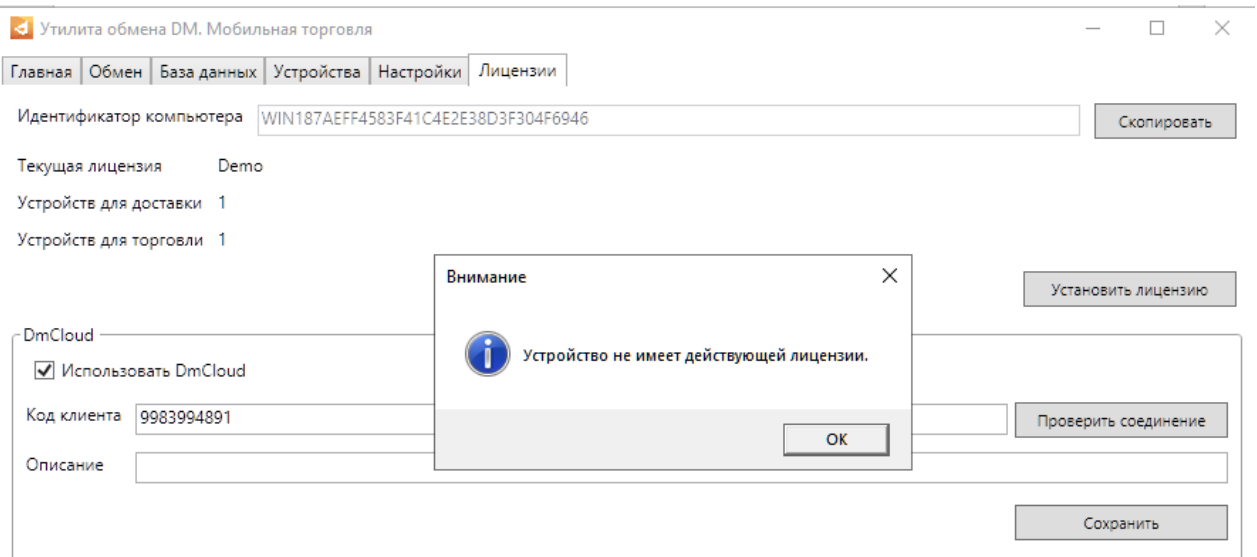 Утилита обмена DM. Мобильная торговля
Главная Обмен База данных Устройства Настройки Лицензии
Идентификатор компьютера WIN187AEFF4583F41C4E2E38D3F304F6946 Скопировать
Текущая лицензия Demo
Устройств для доставки 1
Устройств для торговли 1
Внимание
Установить лицензию
DmCloud
Устройство не имеет действующей лицензии.
Использовать DmCloud
Код клиента 9983994891 Проверить соединение
OK
Описание
Сохранить